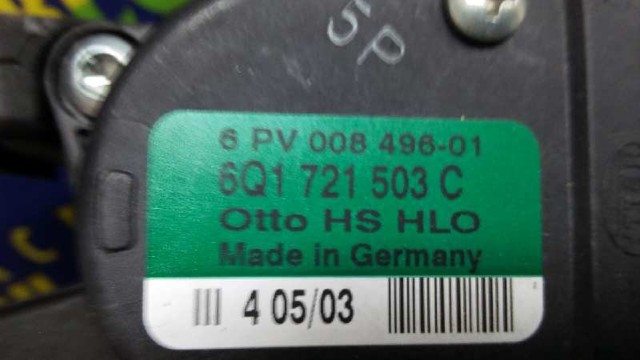 5P
6 PV 008 496-01
6Q1 721 503 C
Otto HS HLO
Made in Germany
4 05/03